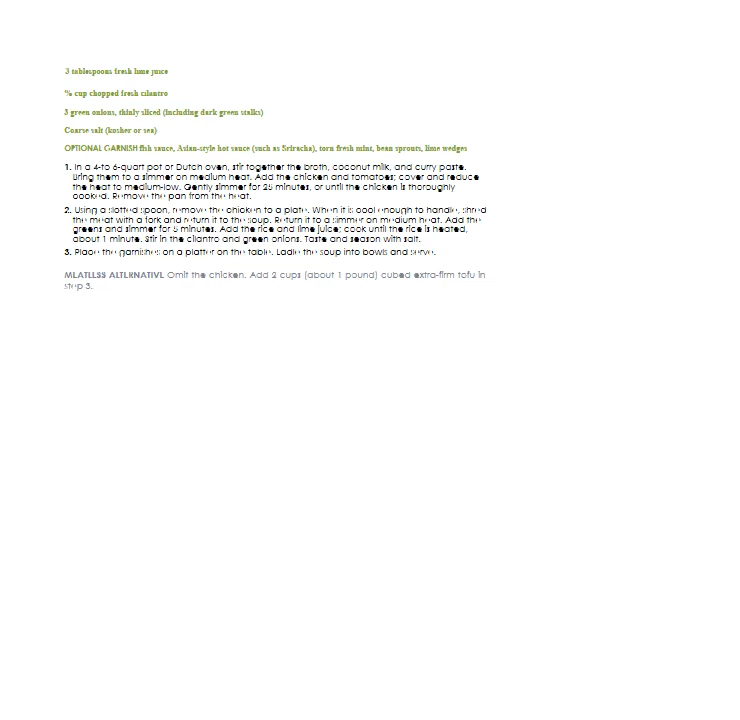 3 tablespoons fresh lime juice
% cup chopped fresh cilantro
3 green onions, thinly sliced (including dark green stalks)
Coarse salt (kosher or sea)
OPTIONAL GARNISH fish sauce, Asian-style hot sauce (such as Sriracha), torn fresh mint, bean sprouts, lime wedges
1. In a 4-to 6-quart pot or Dutch oven, stir together the broth, coconut milk, and curry paste.
Bring them to a simmer on medium heat. Add the chicken and tomatoes; cover and reduce
the heat to medium-low. Gently simmer for 25 minutes, or until the chicken is thoroughly
cooked. Remove the pan from the heat.
2. Using a slotted spoon, remove the chicken to a plate. When it is cool enough to handle, shred
the meat with a fork and return it to the soup. Return it to a simmer on medium heat. Add the
greens and simmer for 5 minutes. Add the rice and lime juice; cook until the rice is heated,
about 1 minute. Stir in the cilantro and green onions. Taste and season with salt.
3. Place the garnishes on a platter on the table. Ladle the soup into bowls and serve.
MLATLLSS ALTLRNATIVL Omit the chicken. Add 2 cups (about 1 pound) cubed extra-firm tofu in
step 3.